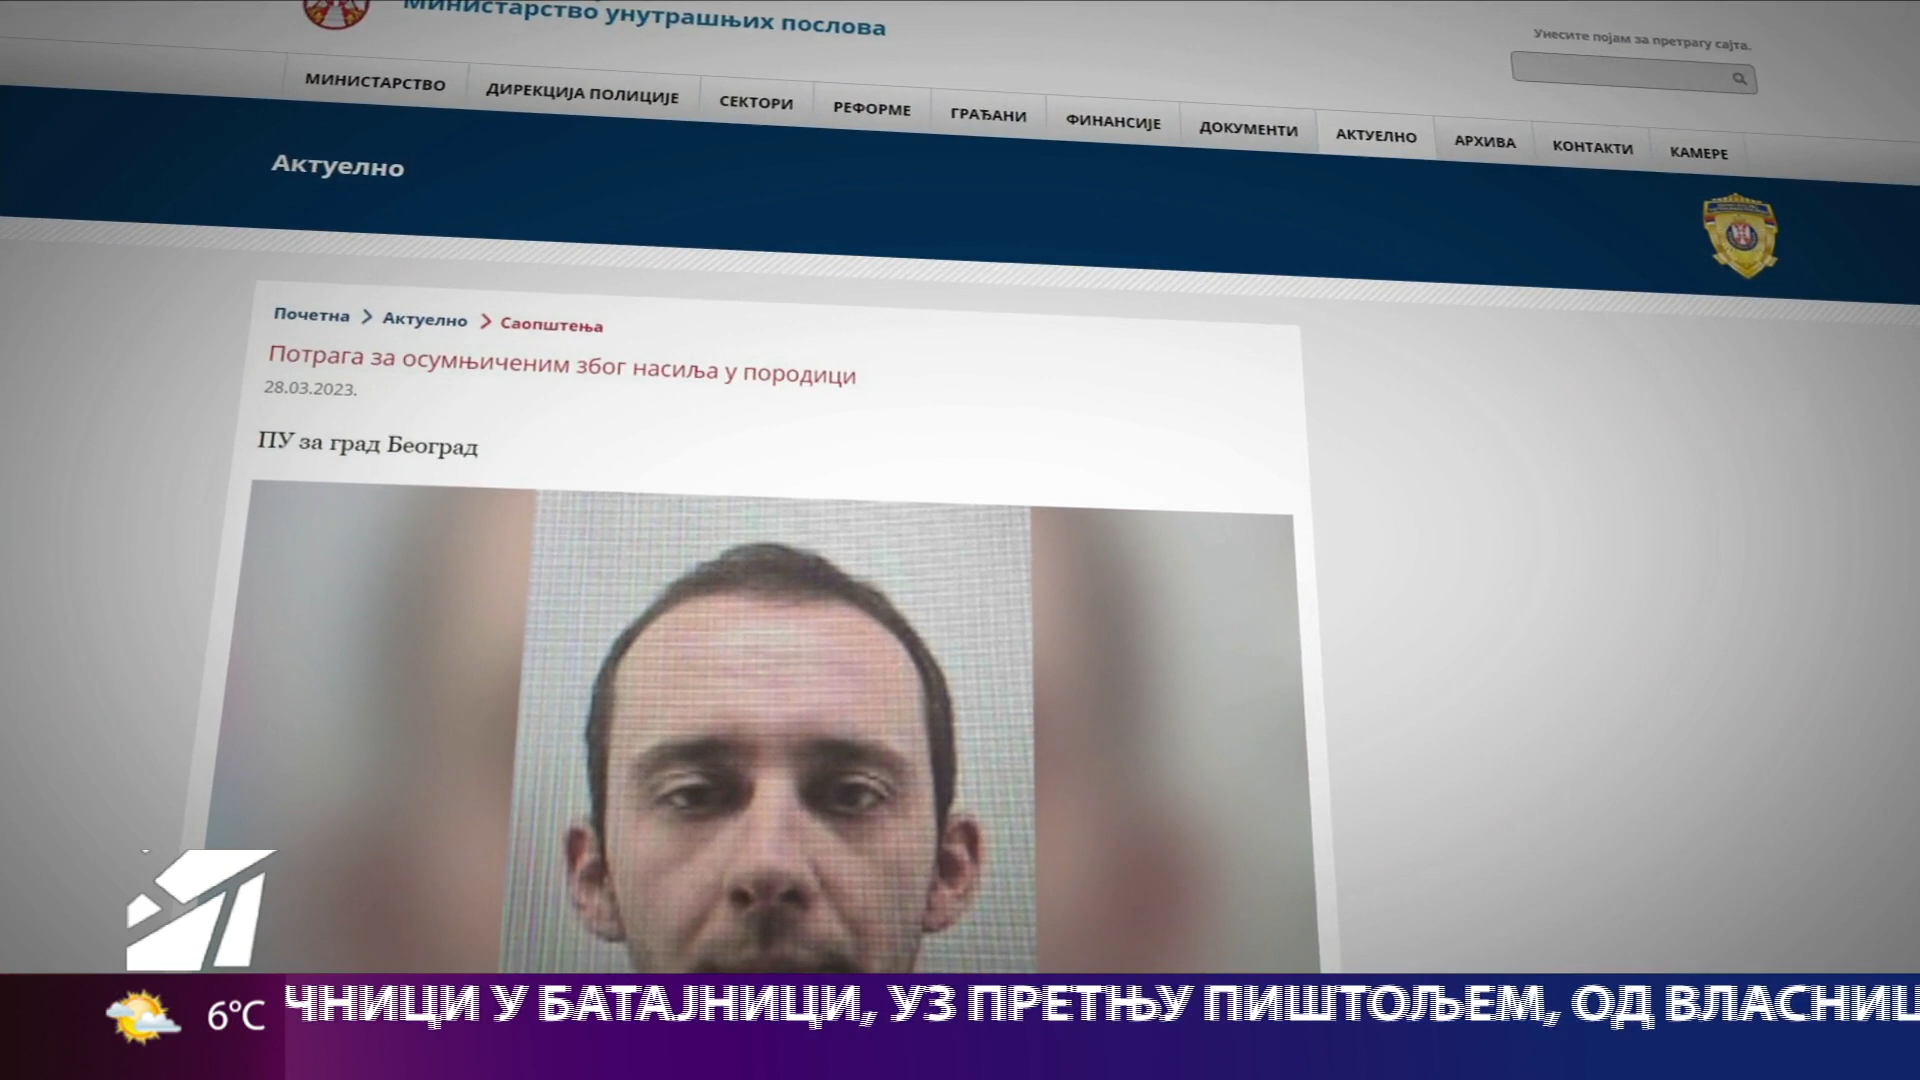 Министарство унутрашњих послова
Унесите појам за претрагу сајта.
МИНИСТАРСТВО ДИРЕКЦИЈА ПОЛИЦИЈЕ СЕКТОРИ РЕФОРМЕ ГРАЂАНИ ФИНАНСИЈЕ ДОКУМЕНТИ АКТУЕЛНО АРХИВА КОНТАКТИ КАМЕРЕ
Актуелно
Почетна > Актуелно > Саопштења
Потрага за осумњиченим због насиља у породици
28.03.2023.
ПУ за град Београд
6°C
ЧНИЦИ У БАТАЈНИЦИ, УЗ ПРЕТЊУ ПИШТОЉЕМ, ОД ВЛАСНИЦ